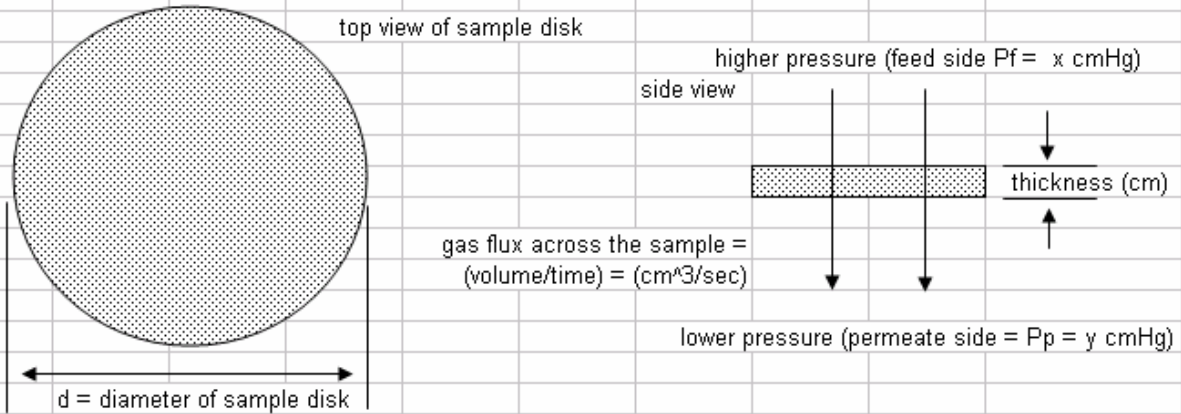 top view of sample disk
higher pressure (feed side Pf =  x cmHg)
side view
thickness (cm)
gas flux across the sample =
(volume/time) = (cm^3/sec)
lower pressure (permeate side = Pp = y cmHg)
d = diameter of sample disk